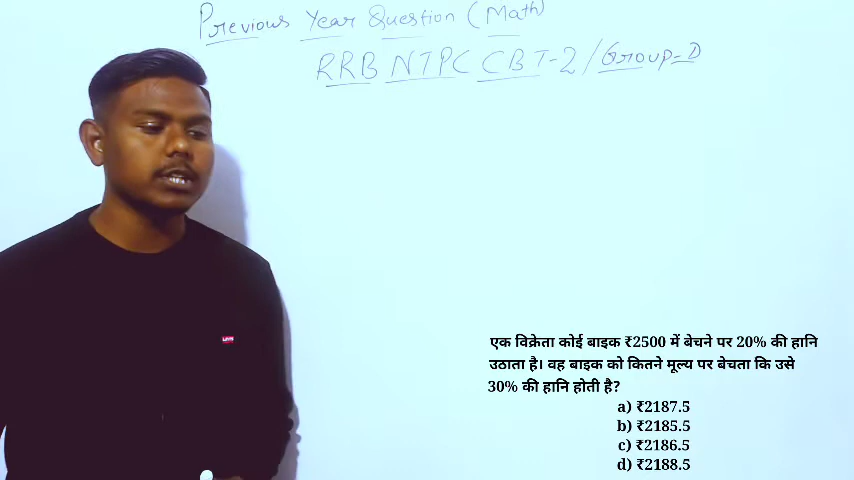 Previous Year Question (Math)
RRB NTPC CBT-2/Group-D
एक विक्रेता कोई बाइक ₹2500 में बेचने पर 20% की हानि
उठाता है। वह बाइक को कितने मूल्य पर बेचता कि उसे
30% की हानि होती है?
a) ₹2187.5
b) ₹2185.5
c) ₹2186.5
d) ₹2188.5